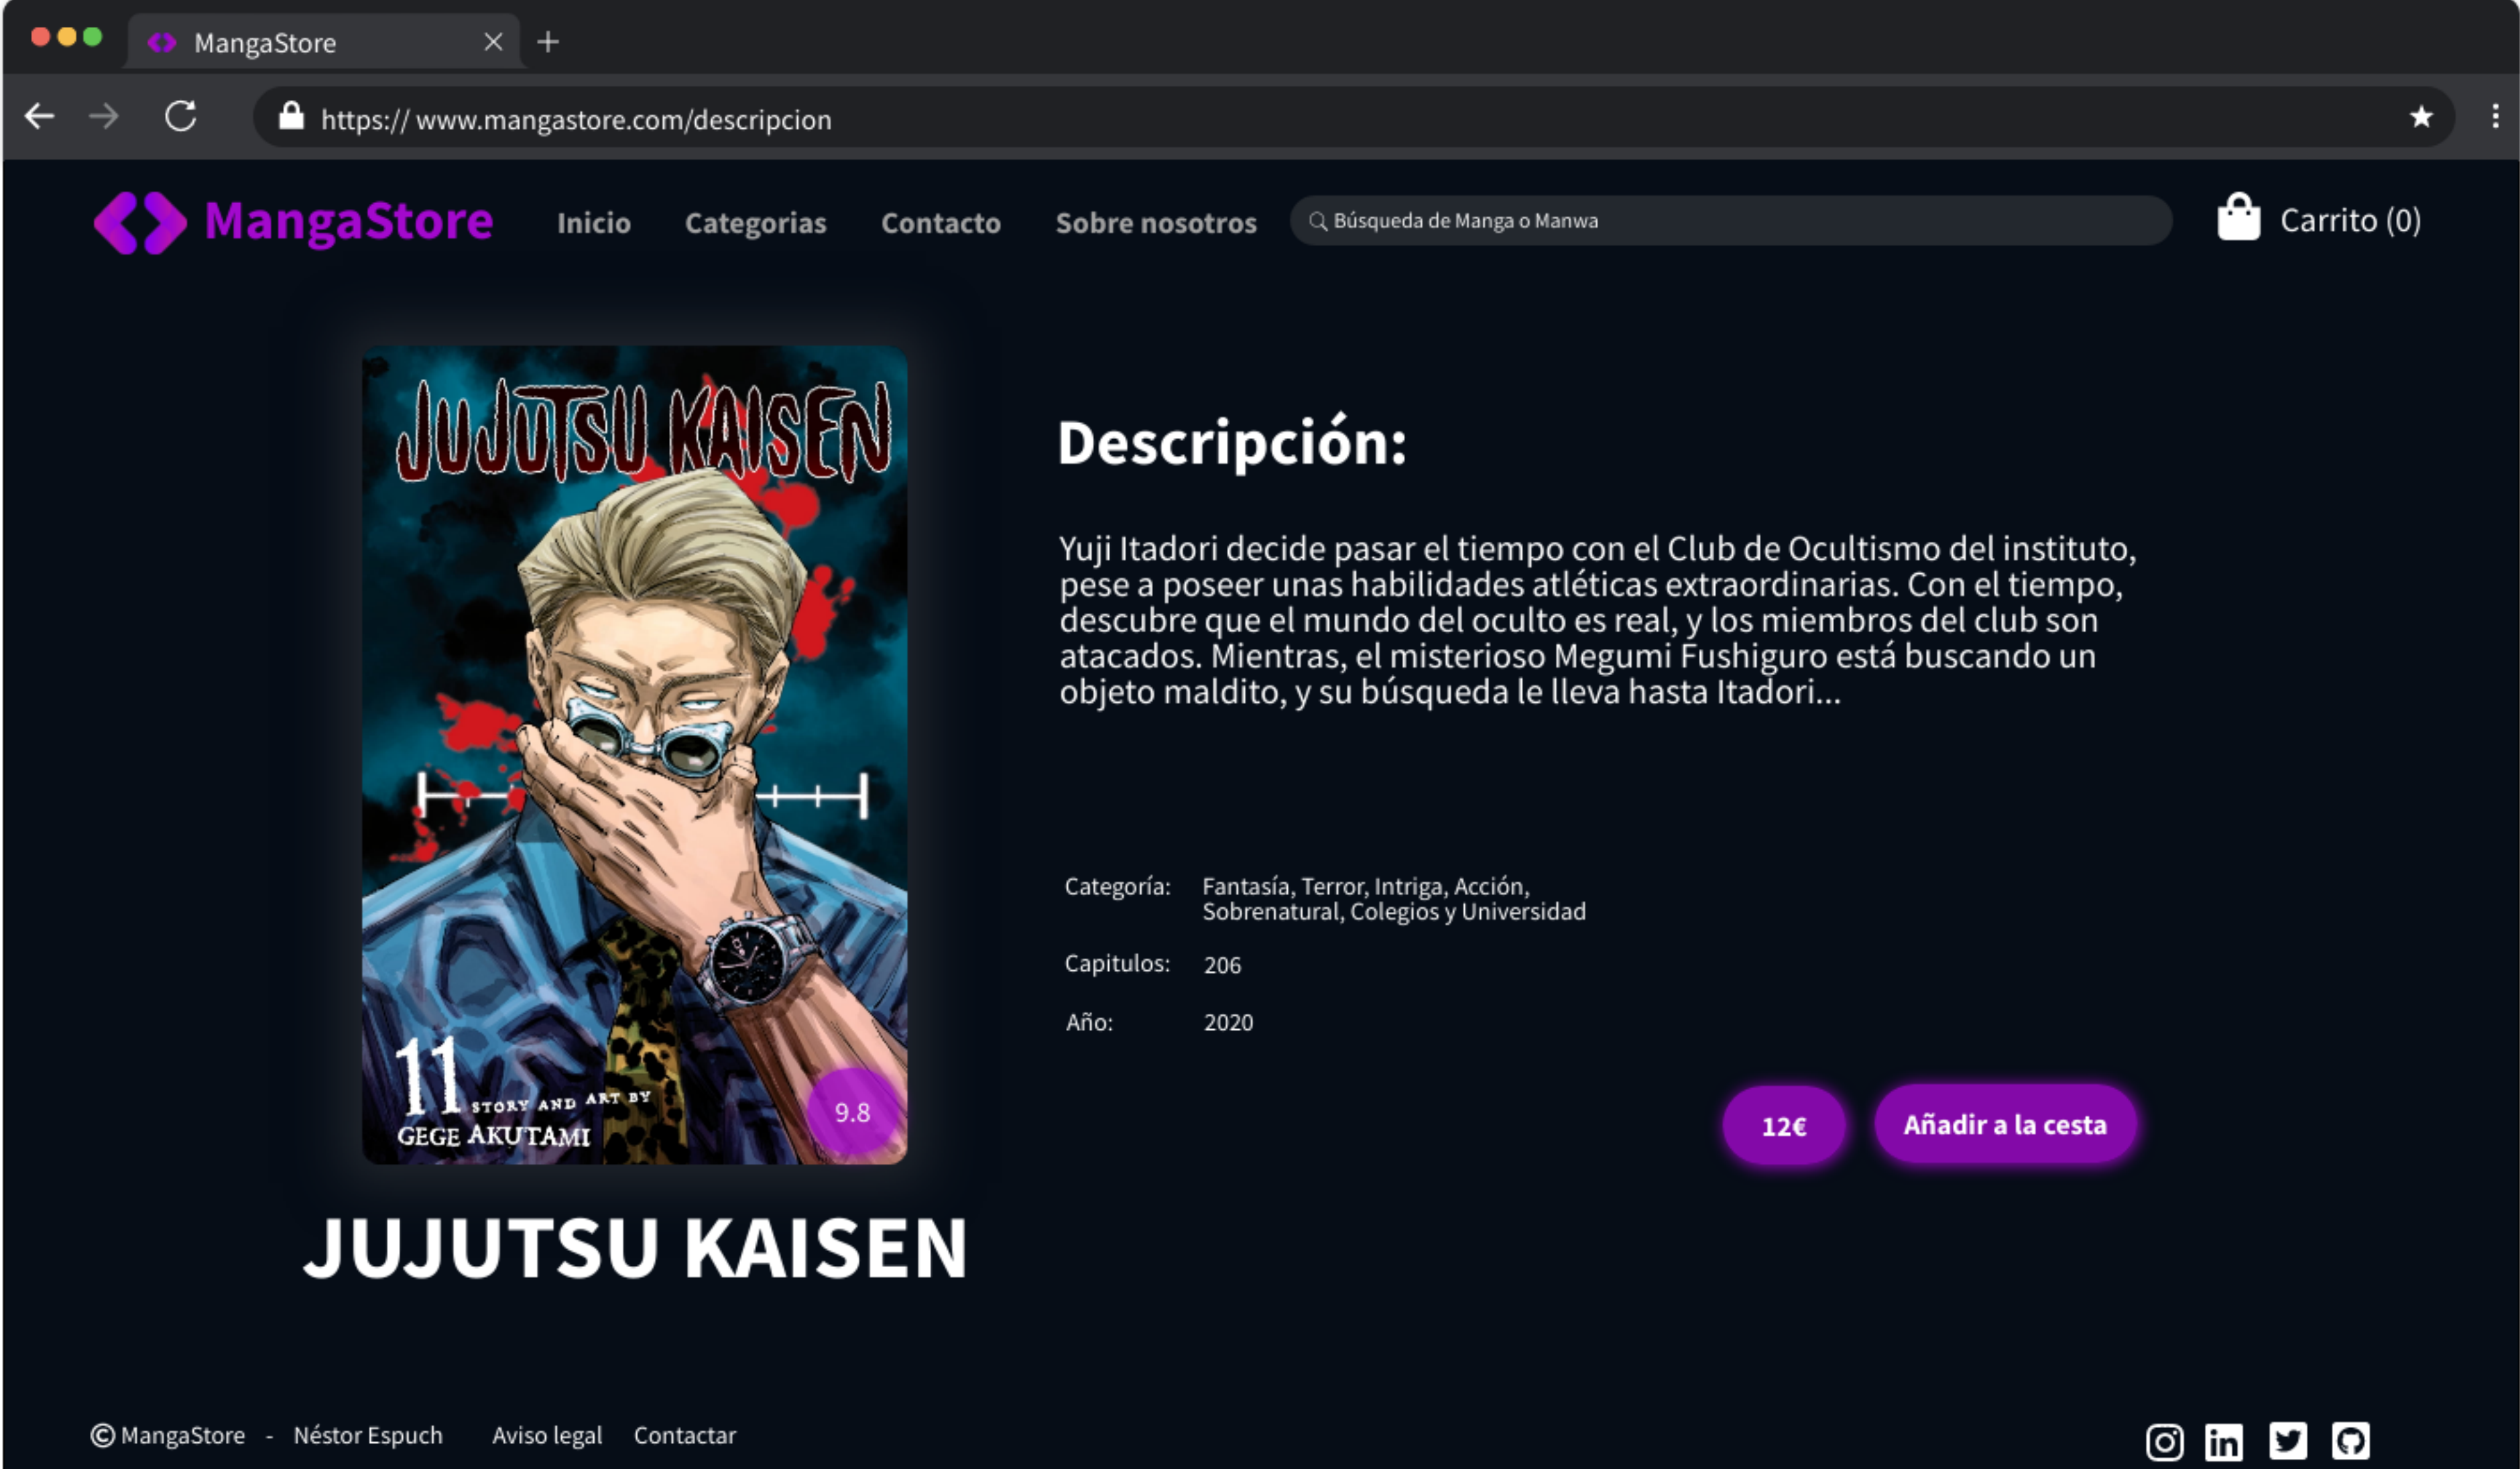 MangaStore
https:// www.mangastore.com/descripcion
MangaStore Inicio Categorias Contacto Sobre nosotros Búsqueda de Manga o Manwa Carrito (0)
JUJUTSU KAISEN
11 STORY AND ART BY
GEGE AKUTAMI
9.8
JUJUTSU KAISEN
Descripción:
Yuji Itadori decide pasar el tiempo con el Club de Ocultismo del instituto,
pese a poseer unas habilidades atléticas extraordinarias. Con el tiempo,
descubre que el mundo del oculto es real, y los miembros del club son
atacados. Mientras, el misterioso Megumi Fushiguro está buscando un
objeto maldito, y su búsqueda le lleva hasta Itadori...
Categoría: Fantasía, Terror, Intriga, Acción,
Sobrenatural, Colegios y Universidad
Capitulos: 206
Año: 2020
12€ Añadir a la cesta
© MangaStore - Néstor Espuch Aviso legal Contactar
in